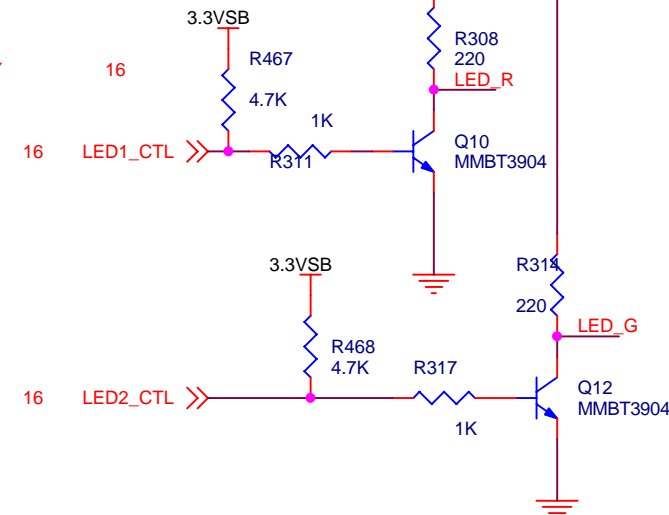 3.3VSB
R467
4.7K
R308
220
LED_R
16
1K
16
LED1_CTL
R311
Q10
MMBT3904
3.3VSB
R314
220
LED_G
R468
4.7K
R317
16
LED2_CTL
1K
Q12
MMBT3904